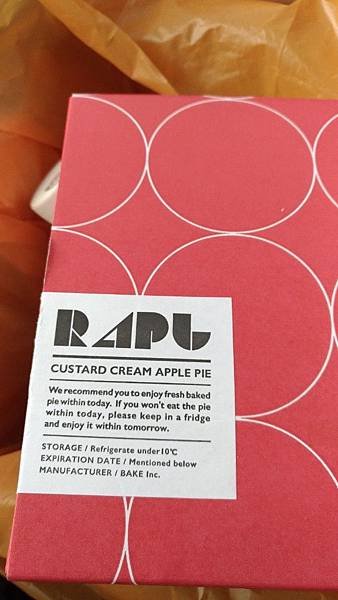 RAPL
CUSTARD CREAM APPLE PIE
We recommend you to enjoy fresh baked
pie within today. If you won't eat the pie
within today, please keep in a fridge
and enjoy it within tomorrow.
STORAGE / Refrigerate under10℃
EXPIRATION DATE / Mentioned below
MANUFACTURER / BAKE Inc.